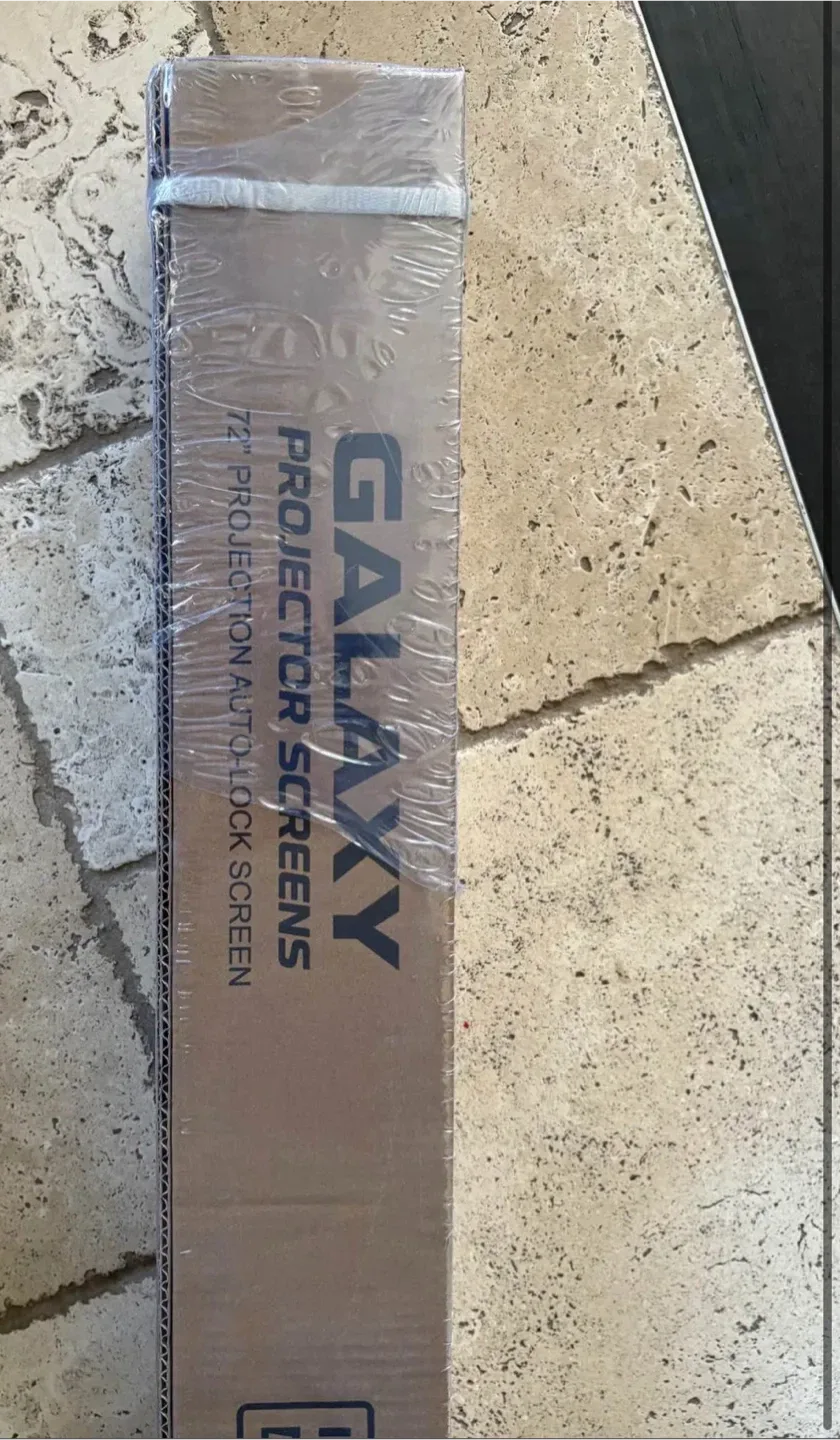 GALAXY
PROJECTOR SCREENS
72" PROJECTION AUTO-LOCK SCREEN